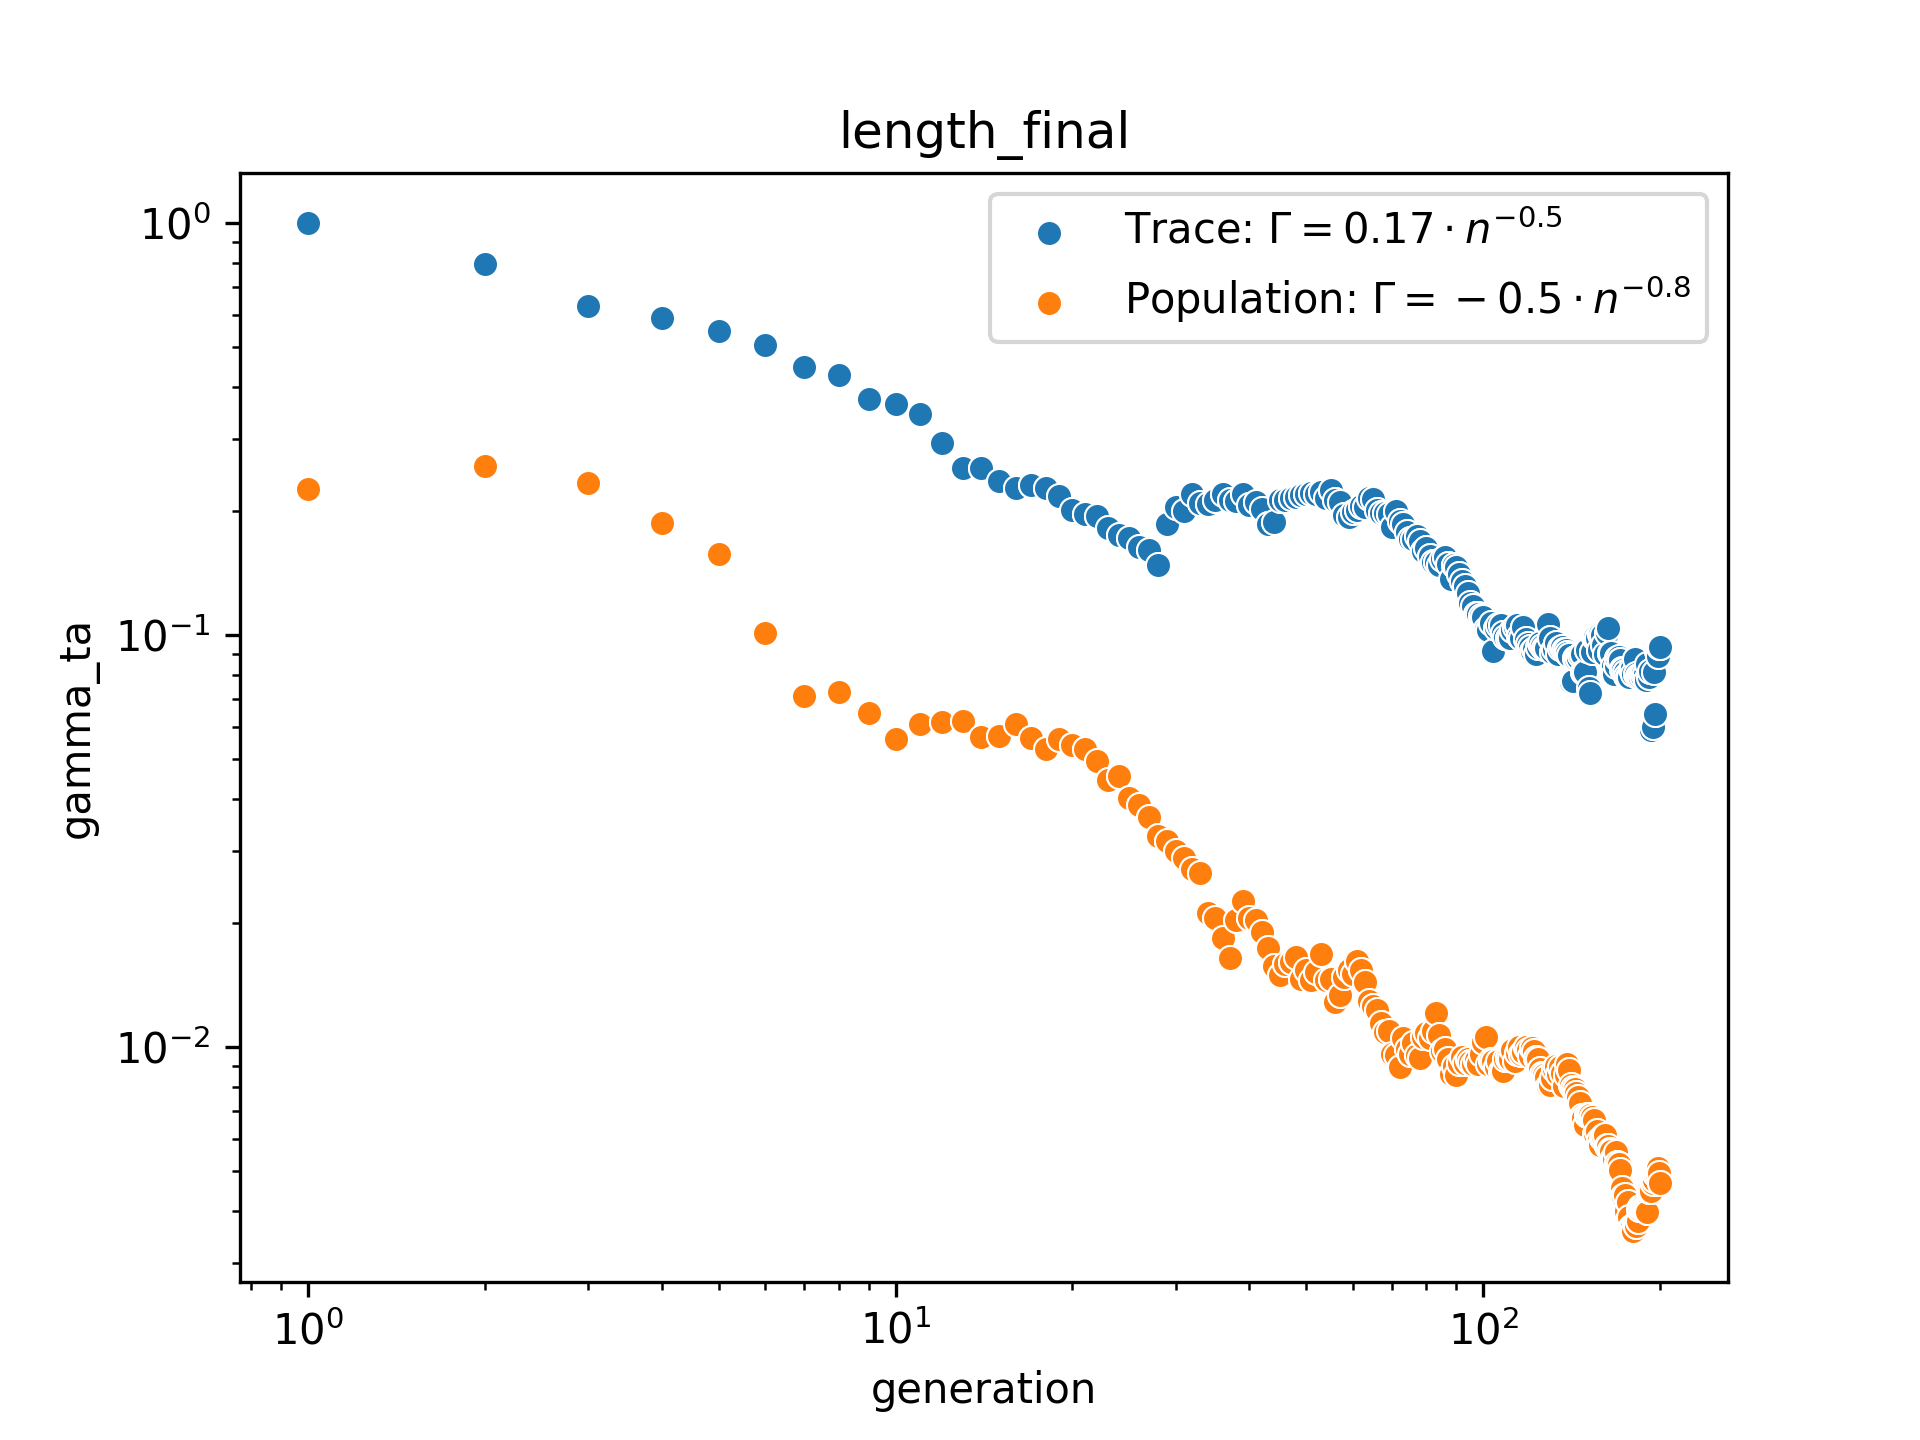 length_final
Trace: Γ = 0.17 · n^{−0.5}
Population: Γ = − 0.5 · n^{−0.8}
gamma_ta
10^{0}
10^{−1}
10^{−2}
10^{0} 10^{1} 10^{2}
generation